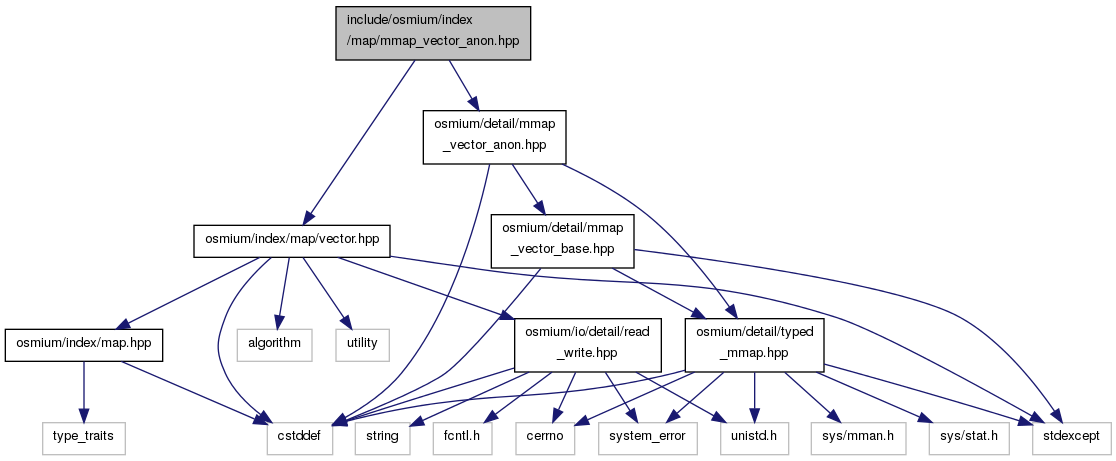 include/osmium/index
/map/mmap_vector_anon.hpp
osmium/detail/mmap
_vector_anon.hpp
osmium/index/map/vector.hpp
osmium/detail/mmap
_vector_base.hpp
osmium/index/map.hpp
algorithm
utility
osmium/io/detail/read
_write.hpp
osmium/detail/typed
_mmap.hpp
type_traits
cstddef
string
fcntl.h
cerrno
system_error
unistd.h
sys/mman.h
sys/stat.h
stdexcept